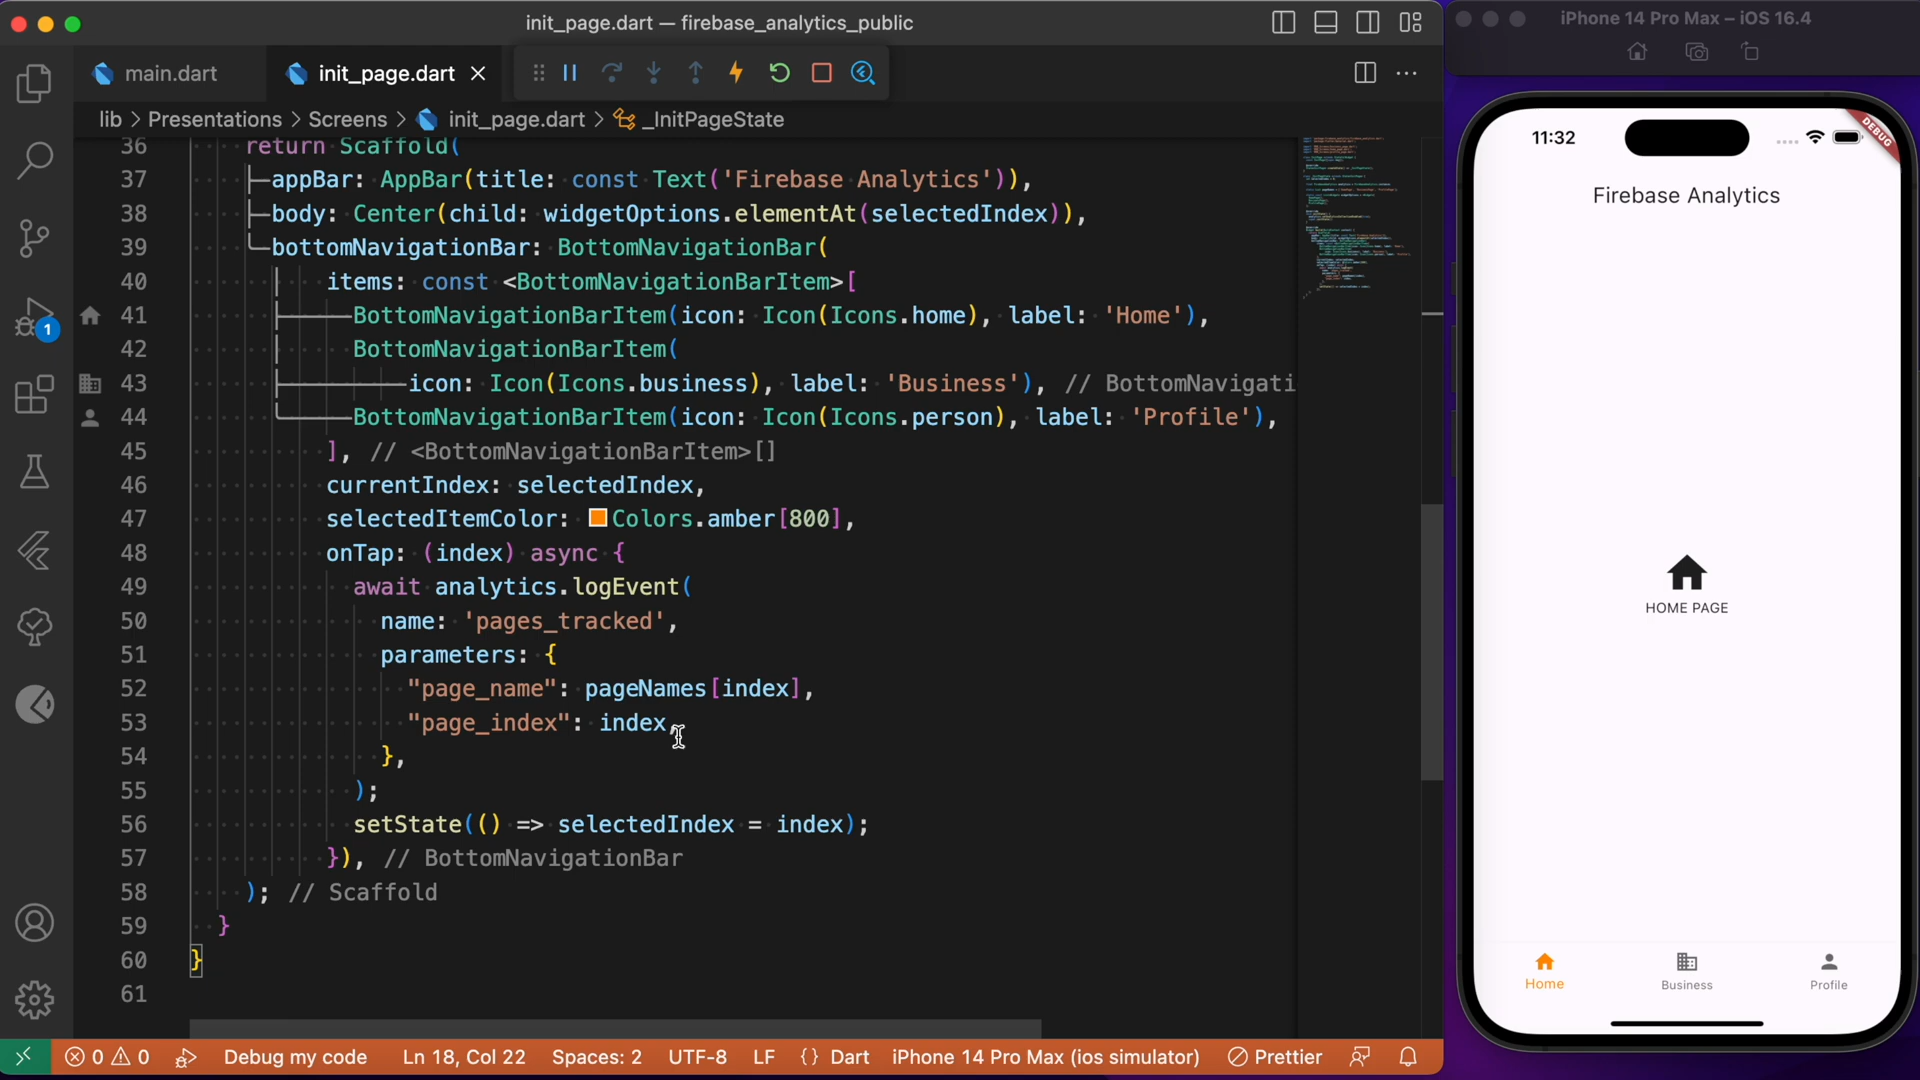 init_page.dart — firebase_analytics_public
iPhone 14 Pro Max – iOS 16.4
main.dart
init_page.dart
lib > Presentations > Screens > init_page.dart > _InitPageState
36 return Scaffold(
37 appBar: AppBar(title: const Text('Firebase Analytics')),
38 body: Center(child: widgetOptions.elementAt(selectedIndex)),
39 bottomNavigationBar: BottomNavigationBar(
40 items: const <BottomNavigationBarItem>[
41 BottomNavigationBarItem(icon: Icon(Icons.home), label: 'Home'),
42 BottomNavigationBarItem(
43 icon: Icon(Icons.business), label: 'Business'), // BottomNavigati
44 BottomNavigationBarItem(icon: Icon(Icons.person), label: 'Profile'),
45 ], // <BottomNavigationBarItem>[]
46 currentIndex: selectedIndex,
47 selectedItemColor: Colors.amber[800],
48 onTap: (index) async {
49 await analytics.logEvent(
50 name: 'pages_tracked',
51 parameters: {
52 "page_name": pageNames[index],
53 "page_index": index,
54 },
55 );
56 setState(() => selectedIndex = index);
57 }), // BottomNavigationBar
58 ); // Scaffold
59 }
60 }
61
1
0 0 Debug my code Ln 18, Col 22 Spaces: 2 UTF-8 LF {} Dart iPhone 14 Pro Max (ios simulator) Prettier
11:32
DEBUG
Firebase Analytics
HOME PAGE
Home Business Profile